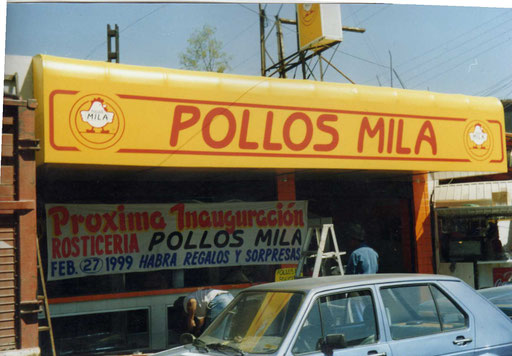 POLLOS MILA
MILA
MILA
Proxima Inauguración
ROSTICERIA POLLOS MILA
FEB. 27 1999 HABRA REGALOS Y SORPRESAS